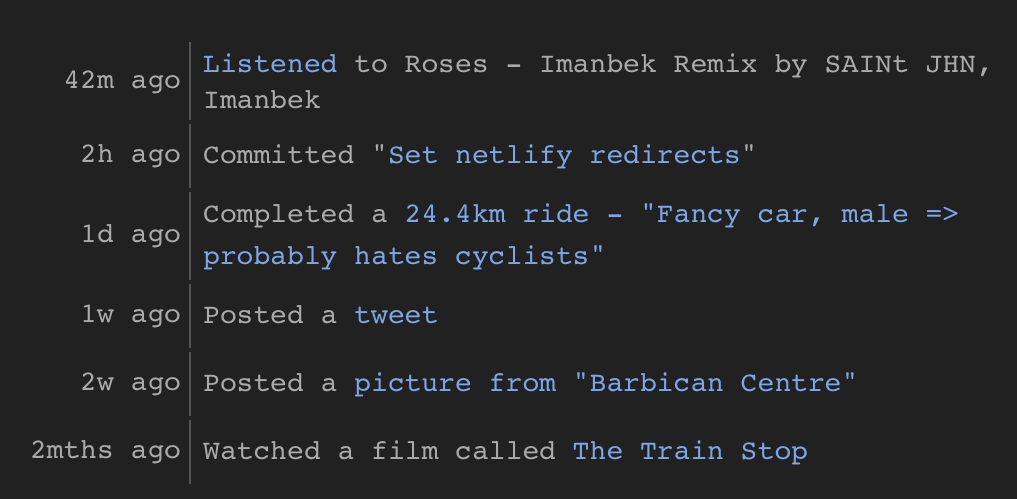 42m ago Listened to Roses - Imanbek Remix by SAINt JHN,
Imanbek
2h ago Committed "Set netlify redirects"
1d ago Completed a 24.4km ride - "Fancy car, male =>
probably hates cyclists"
1w ago Posted a tweet
2w ago Posted a picture from "Barbican Centre"
2mths ago Watched a film called The Train Stop